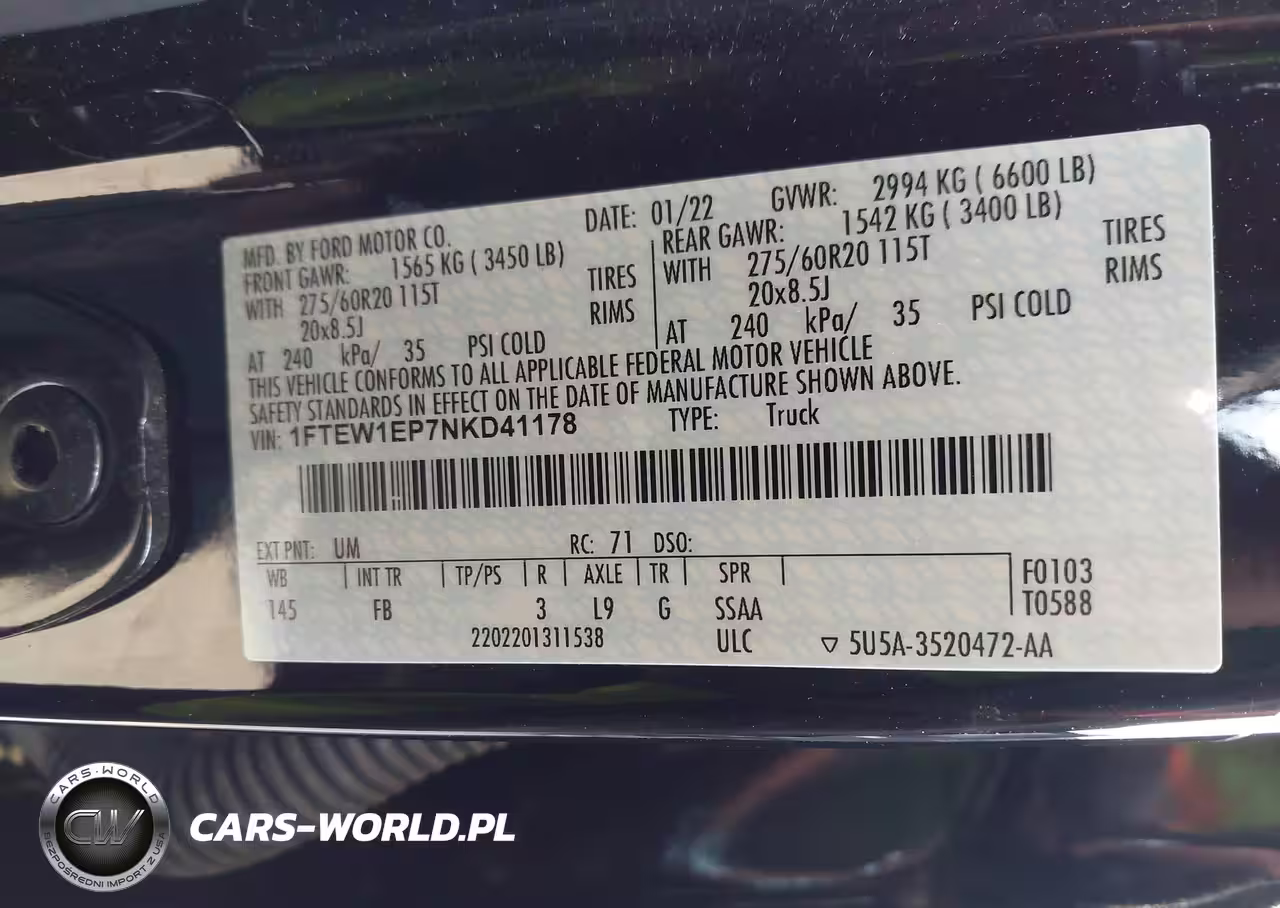 MFD. BY FORD MOTOR CO. DATE: 01/22 GVWR: 2994 KG ( 6600 LB)
FRONT GAWR: 1565 KG ( 3450 LB) REAR GAWR: 1542 KG ( 3400 LB)
WITH 275/60R20 115T TIRES WITH 275/60R20 115T TIRES
20x8.5J RIMS 20x8.5J RIMS
AT 240 kPa/ 35 PSI COLD AT 240 kPa/ 35 PSI COLD
THIS VEHICLE CONFORMS TO ALL APPLICABLE FEDERAL MOTOR VEHICLE
SAFETY STANDARDS IN EFFECT ON THE DATE OF MANUFACTURE SHOWN ABOVE.
VIN: 1FTEW1EP7NKD41178 TYPE: Truck
EXT PNT: UM RC: 71 DSO:
WB INT TR TP/PS R AXLE TR SPR F0103
145 FB 3 L9 G SSAA T0588
2202201311538 ULC ▽ 5U5A-3520472-AA
CARS-WORLD
CW
BEZPOŚREDNI IMPORT Z USA
CARS-WORLD.PL